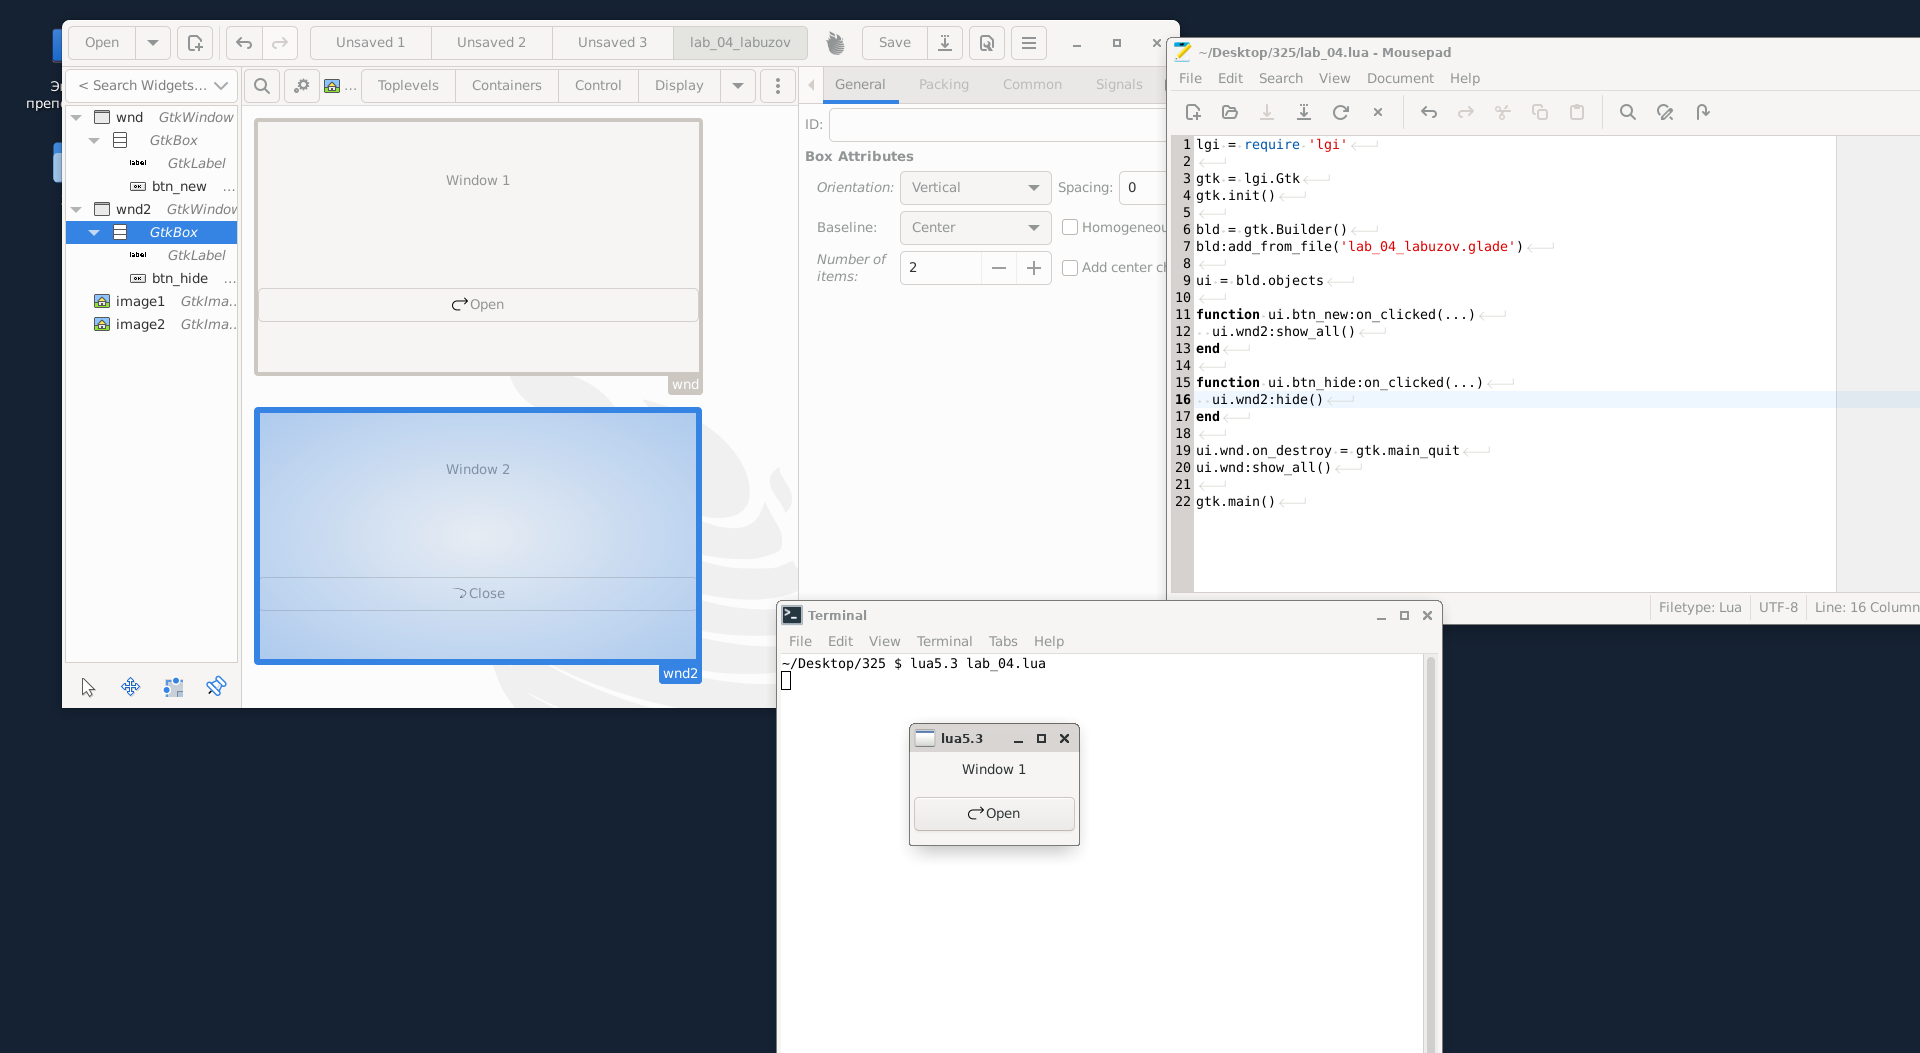 Open
Unsaved 1
Unsaved 2
Unsaved 3
lab_04_labuzov
Save
< Search Widgets...
...
Toplevels
Containers
Control
Display
General
Packing
Common
Signals
wnd GtkWindow
GtkBox
label GtkLabel
OK btn_new ...
wnd2 GtkWindow
GtkBox
label GtkLabel
OK btn_hide ...
image1 GtkIma...
image2 GtkIma...
Window 1
Open
wnd
Window 2
Close
wnd2
ID:
Box Attributes
Orientation: Vertical Spacing: 0
Baseline: Center Homogeneou
Number of items: 2 Add center c
~/Desktop/325/lab_04.lua - Mousepad
File Edit Search View Document Help
1 lgi = require 'lgi'
2
3 gtk = lgi.Gtk
4 gtk.init()
5
6 bld = gtk.Builder()
7 bld:add_from_file('lab_04_labuzov.glade')
8
9 ui = bld.objects
10
11 function ui.btn_new:on_clicked(...)
12 ui.wnd2:show_all()
13 end
14
15 function ui.btn_hide:on_clicked(...)
16 ui.wnd2:hide()
17 end
18
19 ui.wnd.on_destroy = gtk.main_quit
20 ui.wnd:show_all()
21
22 gtk.main()
Filetype: Lua UTF-8 Line: 16 Column
Terminal
File Edit View Terminal Tabs Help
~/Desktop/325 $ lua5.3 lab_04.lua
lua5.3
Window 1
Open